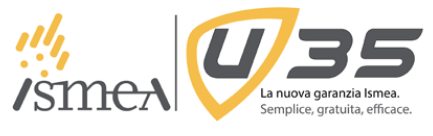 ismea
U35
La nuova garanzia Ismea.
Semplice, gratuita, efficace.